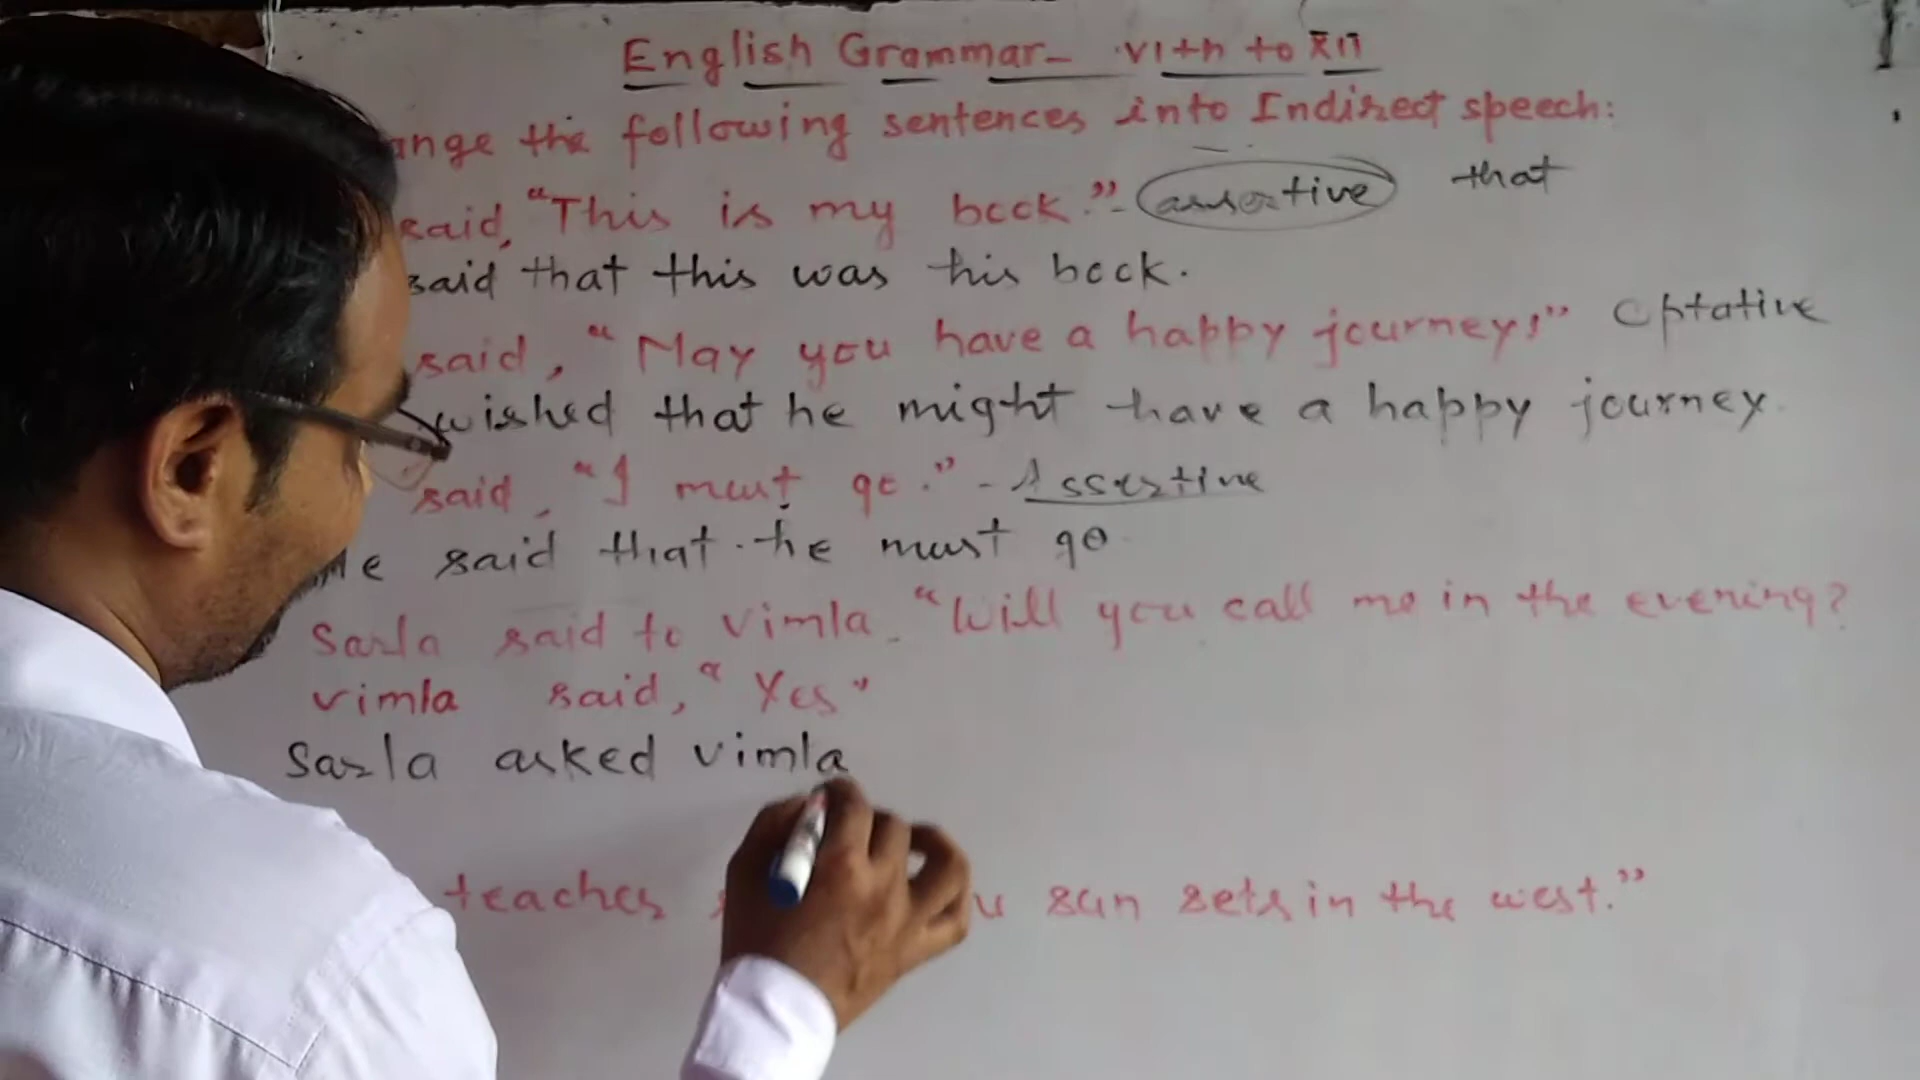 English Grammar- VIth to XII
ange the following sentences into Indirect speech:
said, "This is my book." - assertive that
said that this was his book.
said, "May you have a happy journey!" Optative
wished that he might have a happy journey.
said, "I must go." - Assertive
He said that he must go
Sarla said to Vimla, "Will you call me in the evening?
Vimla said, "Yes"
Sarla asked Vimla
teaches sun sets in the west."